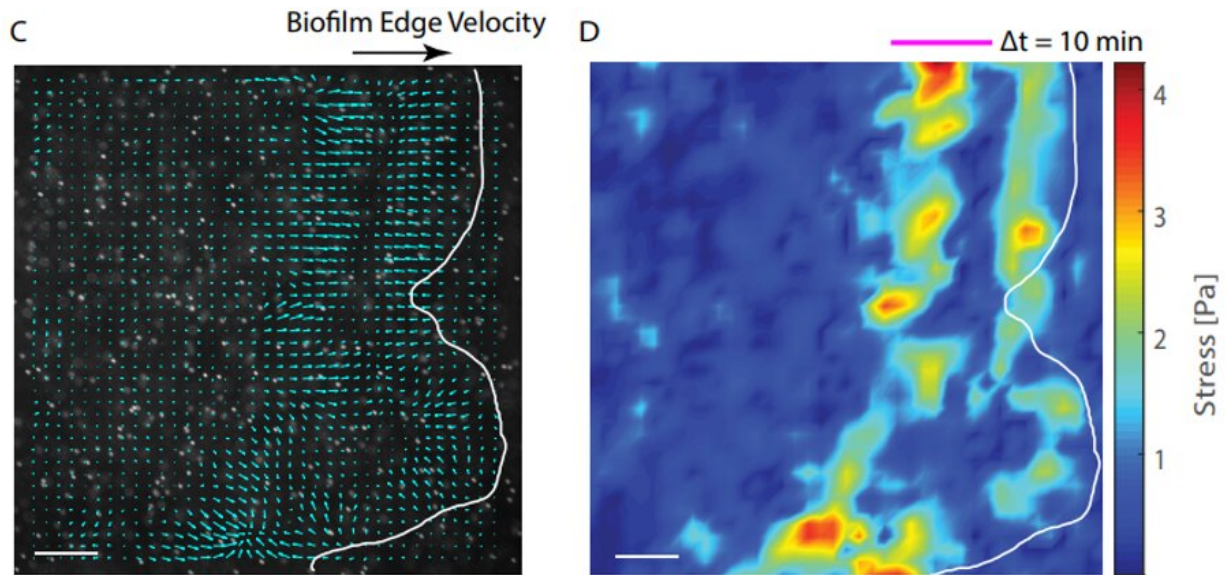 C
Biofilm Edge Velocity
D
Δt = 10 min
4
3
2
1
Stress [Pa]